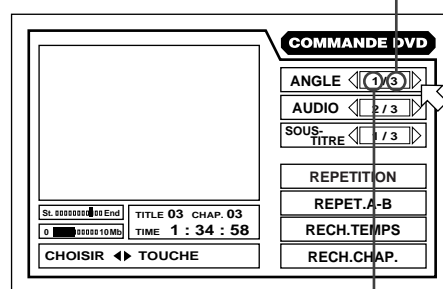 COMMANDE DVD
ANGLE 1 / 3
AUDIO 2 / 3
SOUS-
TITRE 1 / 3
REPETITION
REPET.A-B
RECH.TEMPS
RECH.CHAP.
St. End
0 10Mb
TITLE 03 CHAP. 03
TIME 1 : 34 : 58
CHOISIR ◀▶ TOUCHE